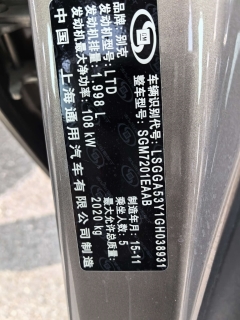 品牌:别克
发动机型号:LTD
发动机排量:1.998 L
发动机最大净功率:108 kW
中国 上海通用汽车有限公司
车辆识别代号:LSGGA53Y1GH038931
整车型号:SGM7201EAAB
制造年月:15-11
乘坐人数:5
最大允许总质量:2020 kg
SGM